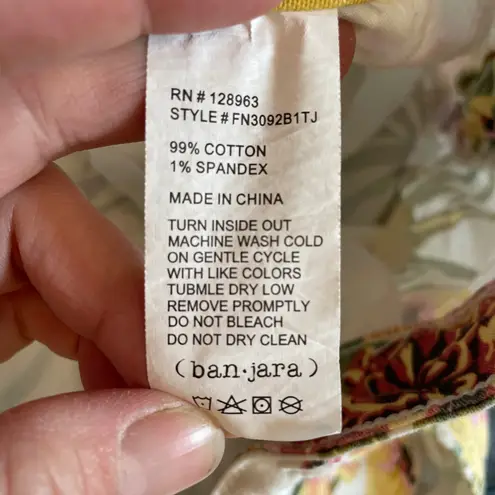 RN # 128963
STYLE # FN3092B1TJ
99% COTTON
1% SPANDEX
MADE IN CHINA
TURN INSIDE OUT
MACHINE WASH COLD
ON GENTLE CYCLE
WITH LIKE COLORS
TUBMLE DRY LOW
REMOVE PROMPTLY
DO NOT BLEACH
DO NOT DRY CLEAN
(ban·jara)